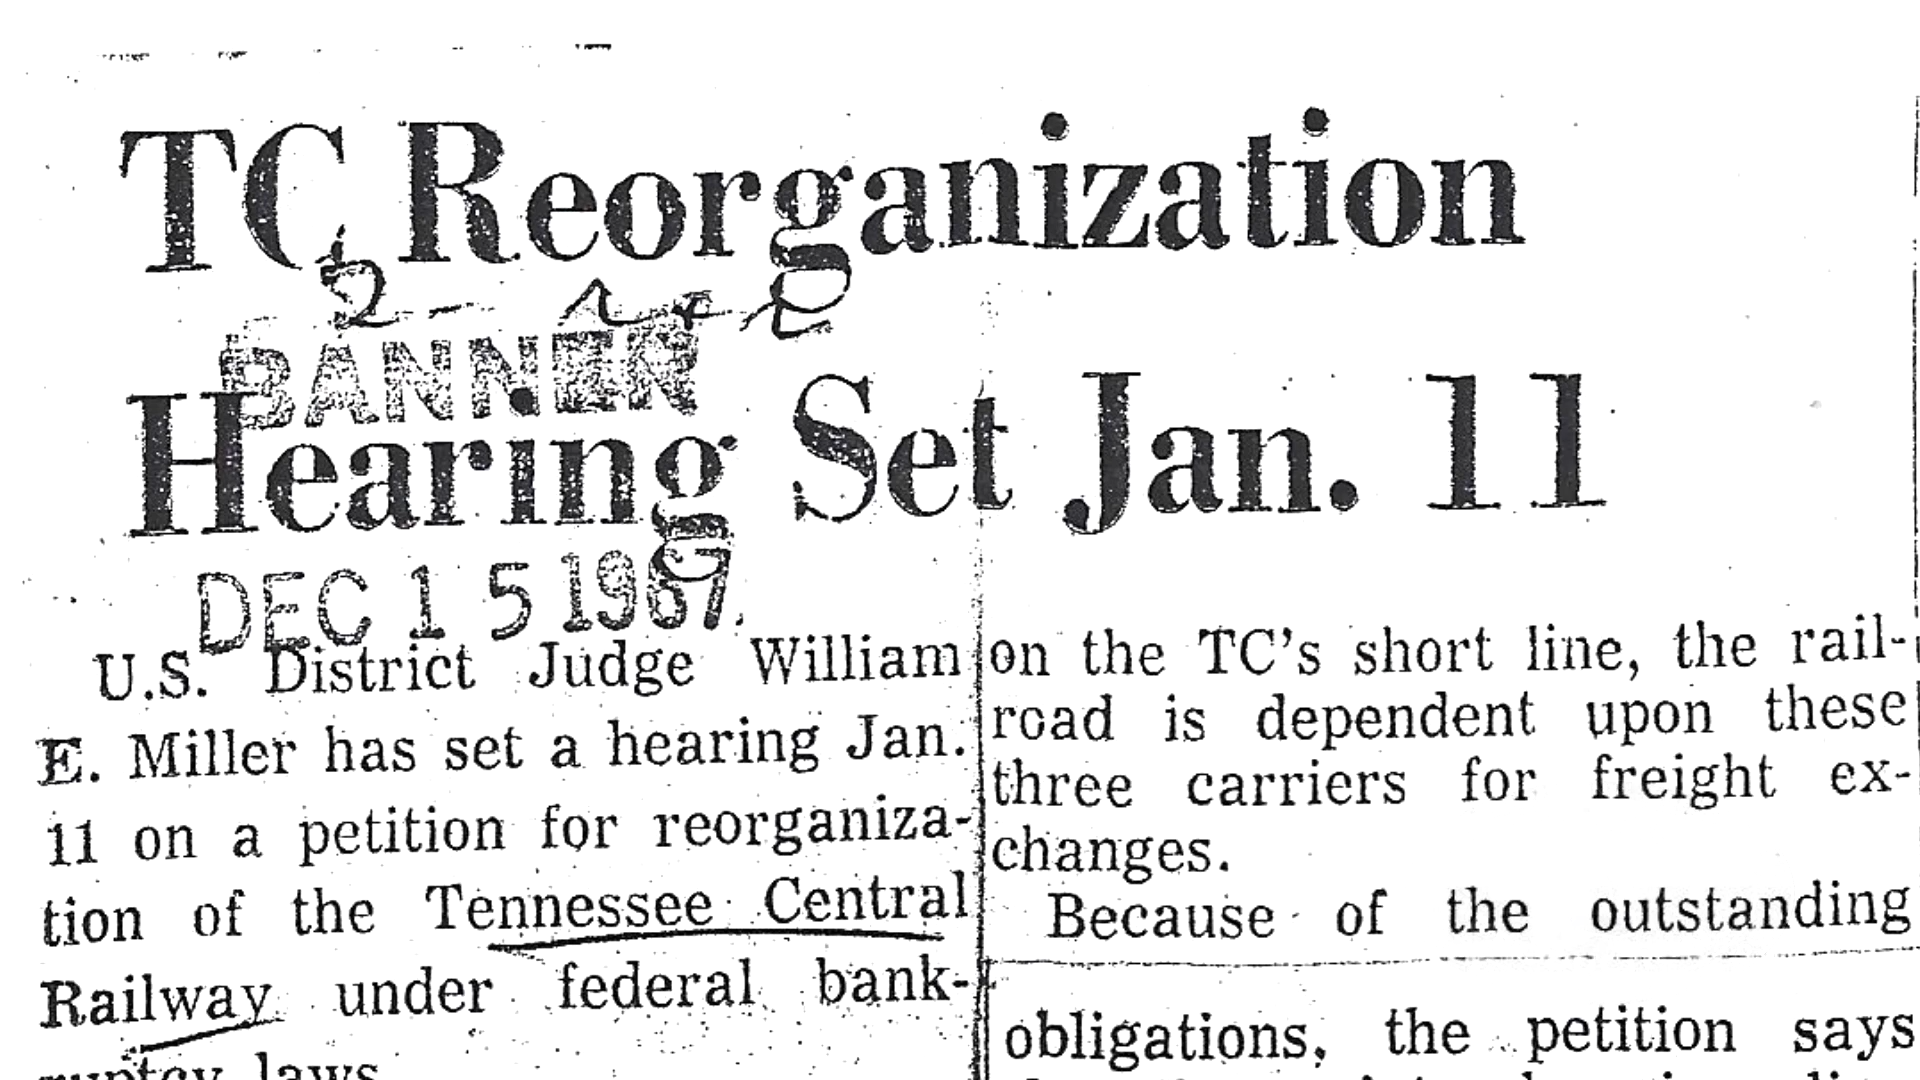 TC Reorganization
BANNER
Hearing Set Jan. 11
DEC 15 1967
U.S. District Judge William
E. Miller has set a hearing Jan.
11 on a petition for reorganiza-
tion of the Tennessee Central
Railway under federal bank-
ruptcy laws.
on the TC's short line, the rail-
road is dependent upon these
three carriers for freight ex-
changes.
Because of the outstanding
obligations, the petition says